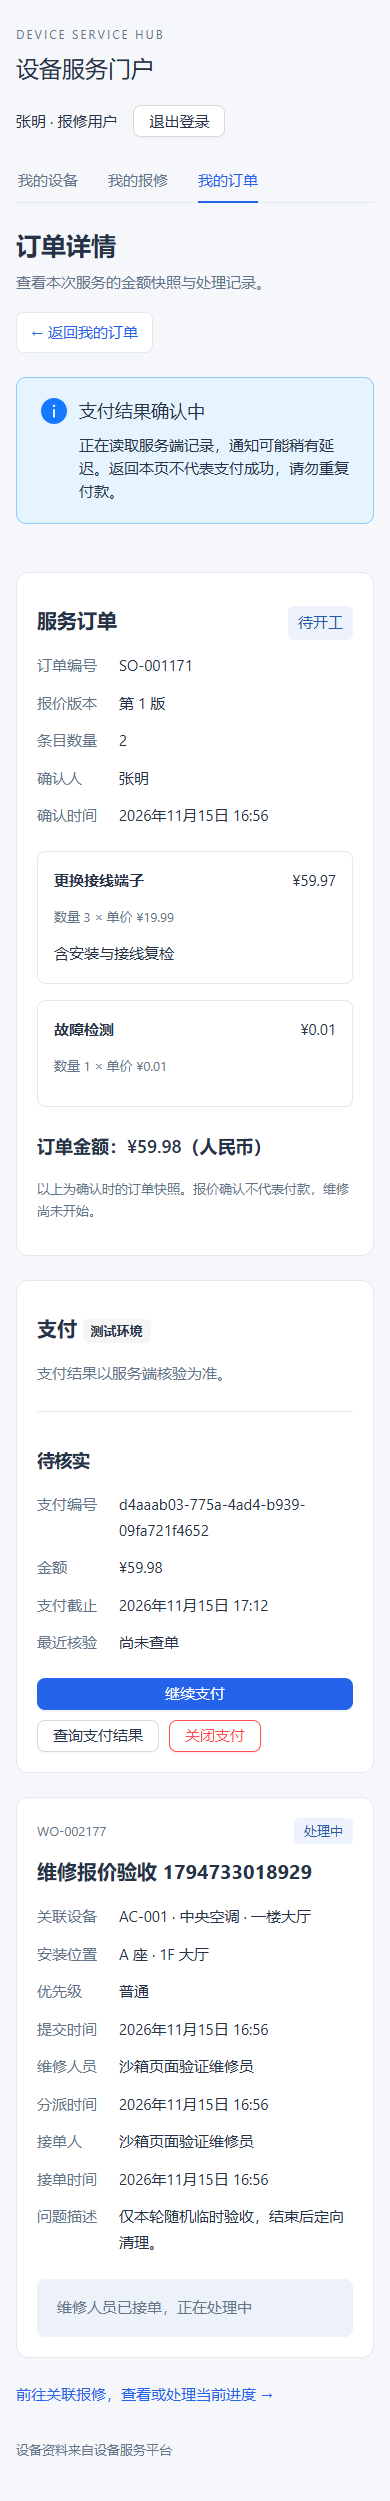 DEVICE SERVICE HUB
设备服务门户
张明 · 报修用户 退出登录
我的设备 我的报修 我的订单
订单详情
查看本次服务的金额快照与处理记录。
← 返回我的订单
支付结果确认中
正在读取服务端记录，通知可能稍有延
迟。返回本页不代表支付成功，请勿重复
付款。
服务订单 待开工
订单编号 SO-001171
报价版本 第 1 版
条目数量 2
确认人 张明
确认时间 2026年11月15日 16:56
更换接线端子 ¥59.97
数量 3 × 单价 ¥19.99
含安装与接线复检
故障检测 ¥0.01
数量 1 × 单价 ¥0.01
订单金额：¥59.98（人民币）
以上为确认时的订单快照。报价确认不代表付款，维修
尚未开始。
支付 测试环境
支付结果以服务端核验为准。
待核实
支付编号 d4aaab03-775a-4ad4-b939-
09fa721f4652
金额 ¥59.98
支付截止 2026年11月15日 17:12
最近核验 尚未查单
继续支付
查询支付结果 关闭支付
WO-002177 处理中
维修报价验收 1794733018929
关联设备 AC-001 · 中央空调 · 一楼大厅
安装位置 A 座 · 1F 大厅
优先级 普通
提交时间 2026年11月15日 16:56
维修人员 沙箱页面验证维修员
分派时间 2026年11月15日 16:56
接单人 沙箱页面验证维修员
接单时间 2026年11月15日 16:56
问题描述 仅本轮随机临时验收，结束后定向
清理。
维修人员已接单，正在处理中
前往关联报修，查看或处理当前进度 →
设备资料来自设备服务平台